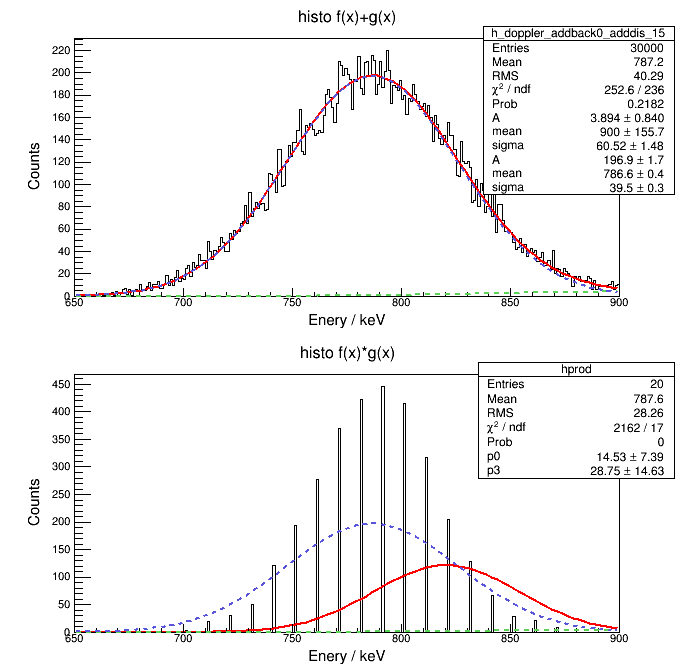 histo f(x)+g(x)
h_doppler_addback0_adddis_15
Entries 30000
Mean 787.2
RMS 40.29
χ² / ndf 252.6 / 236
Prob 0.2182
A 3.894 ± 0.840
mean 900 ± 155.7
sigma 60.52 ± 1.48
A 196.9 ± 1.7
mean 786.6 ± 0.4
sigma 39.5 ± 0.3
Counts
220
200
180
160
140
120
100
80
60
40
20
0
650 700 750 800 850 900
Enery / keV
histo f(x)*g(x)
hprod
Entries 20
Mean 787.6
RMS 28.26
χ² / ndf 2162 / 17
Prob 0
p0 14.53 ± 7.39
p3 28.75 ± 14.63
Counts
450
400
350
300
250
200
150
100
50
0
650 700 750 800 850 900
Enery / keV